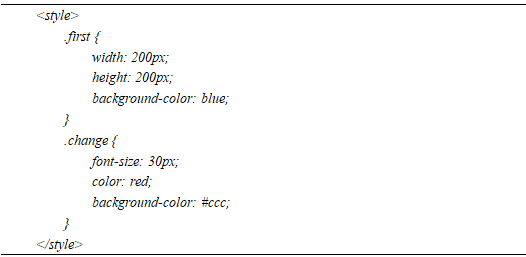 <style>
.first {
width: 200px;
height: 200px;
background-color: blue;
}
.change {
font-size: 30px;
color: red;
background-color: #ccc;
}
</style>